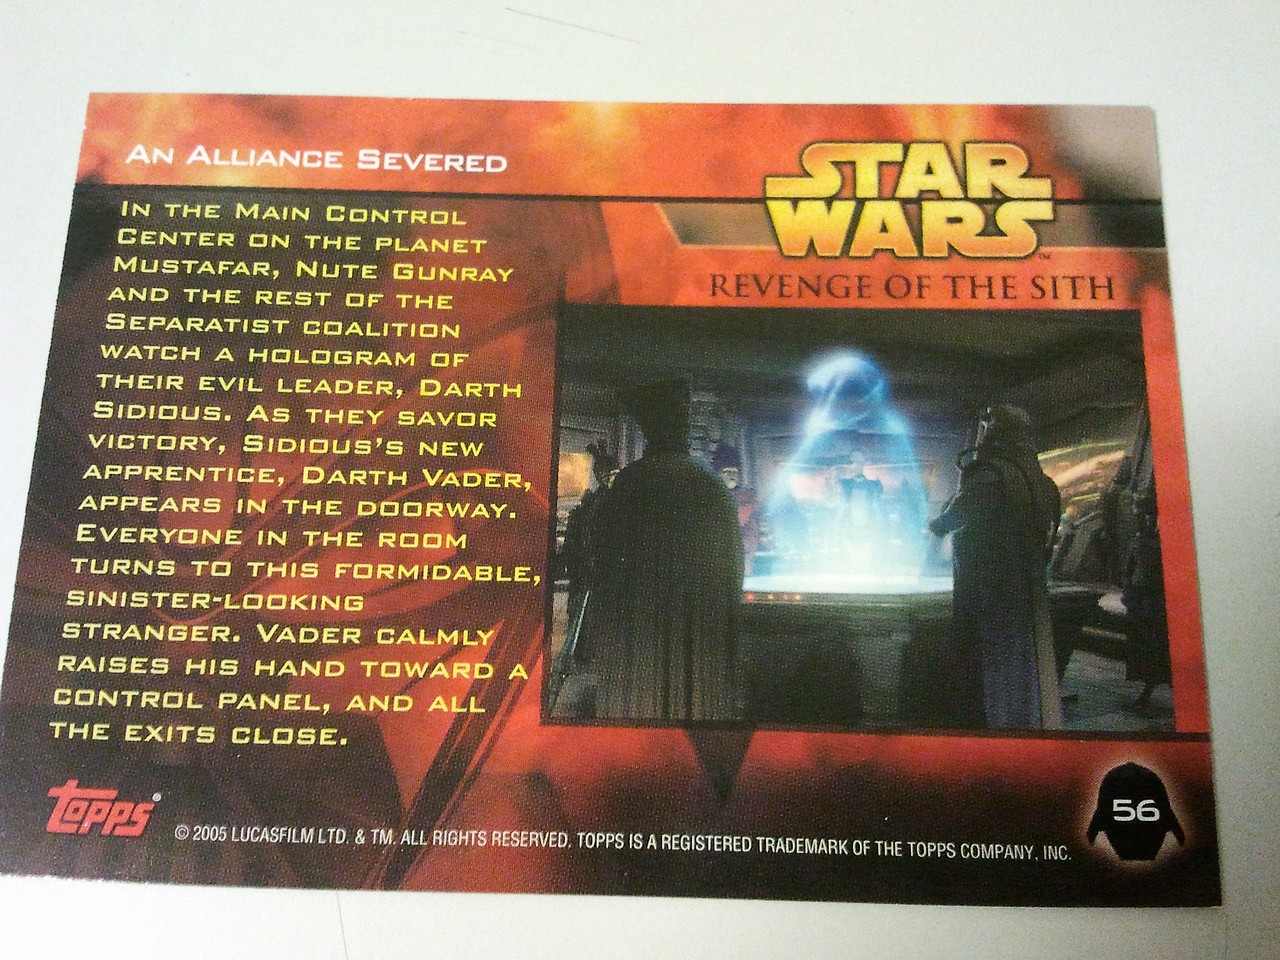 An Alliance Severed
In the Main Control
Center on the planet
Mustafar, Nute Gunray
and the rest of the
Separatist coalition
watch a hologram of
their evil leader, Darth
Sidious. As they savor
victory, Sidious's new
apprentice, Darth Vader,
appears in the doorway.
Everyone in the room
turns to this formidable,
sinister-looking
stranger. Vader calmly
raises his hand toward a
control panel, and all
the exits close.
STAR
WARS™
REVENGE OF THE SITH
56
topps®
© 2005 LUCASFILM LTD. & TM. ALL RIGHTS RESERVED. TOPPS IS A REGISTERED TRADEMARK OF THE TOPPS COMPANY, INC.